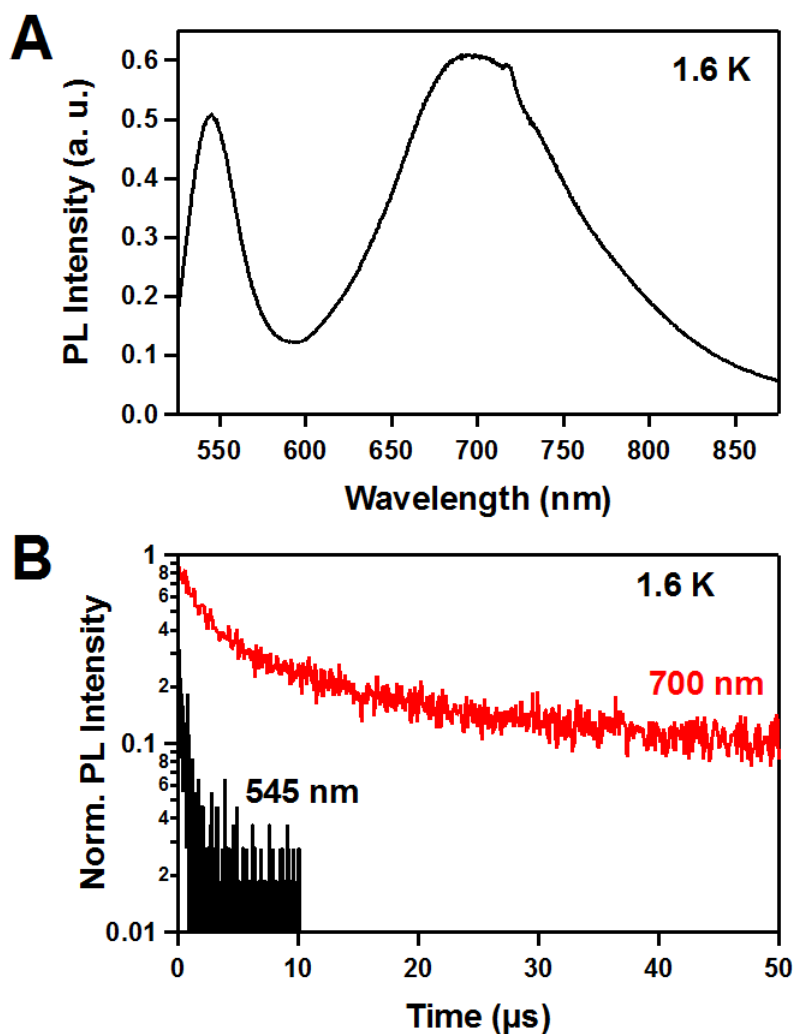 A
PL Intensity (a. u.)
0.6
0.5
0.4
0.3
0.2
0.1
0.0
1.6 K
550 600 650 700 750 800 850
Wavelength (nm)
B
Norm. PL Intensity
1
8
6
4
2
0.1
8
6
4
2
0.01
1.6 K
700 nm
545 nm
0 10 20 30 40 50
Time (µs)